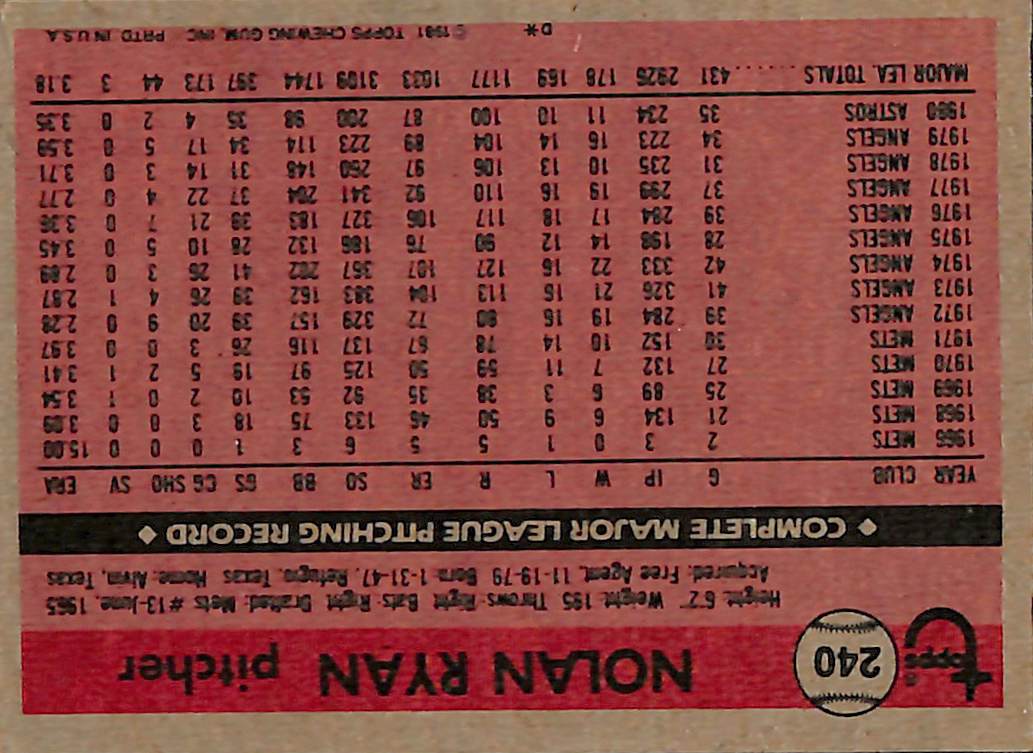 Topps
240
NOLAN RYAN pitcher
Height: 6'2" Weight: 195 Throws: Right Bats: Right Drafted: Mets #13-June, 1965
Acquired: Free Agent, 11-19-79 Born: 1-31-47, Refugio, Texas Home: Alvin, Texas
◆ COMPLETE MAJOR LEAGUE PITCHING RECORD ◆
YEAR CLUB G IP W L R ER SO BB GS CG SHO SV ERA
1966 METS 2 3 0 1 5 5 6 3 1 0 0 0 15.00
1968 METS 21 134 6 9 50 46 133 75 18 3 0 0 3.09
1969 METS 25 89 6 3 38 35 92 53 10 2 0 1 3.54
1970 METS 27 132 7 11 59 50 125 97 19 5 2 1 3.41
1971 METS 30 152 10 14 78 67 137 116 26 3 0 0 3.97
1972 ANGELS 39 284 19 16 80 72 329 157 39 20 9 0 2.28
1973 ANGELS 41 326 21 16 113 104 383 162 39 26 4 1 2.87
1974 ANGELS 42 333 22 16 127 107 367 202 41 26 3 0 2.89
1975 ANGELS 28 198 14 12 90 76 186 132 28 10 5 0 3.45
1976 ANGELS 39 284 17 18 117 106 327 183 39 21 7 0 3.36
1977 ANGELS 37 299 19 16 110 92 341 204 37 22 4 0 2.77
1978 ANGELS 31 235 10 13 106 97 260 148 31 14 3 0 3.71
1979 ANGELS 34 223 16 14 104 89 223 114 34 17 5 0 3.59
1980 ASTROS 35 234 11 10 100 87 200 98 35 4 2 0 3.35
MAJOR LEA. TOTALS ...... 431 2926 178 169 1177 1033 3109 1744 397 173 44 3 3.18
D* © 1981 TOPPS CHEWING GUM, INC PRTD IN U.S.A